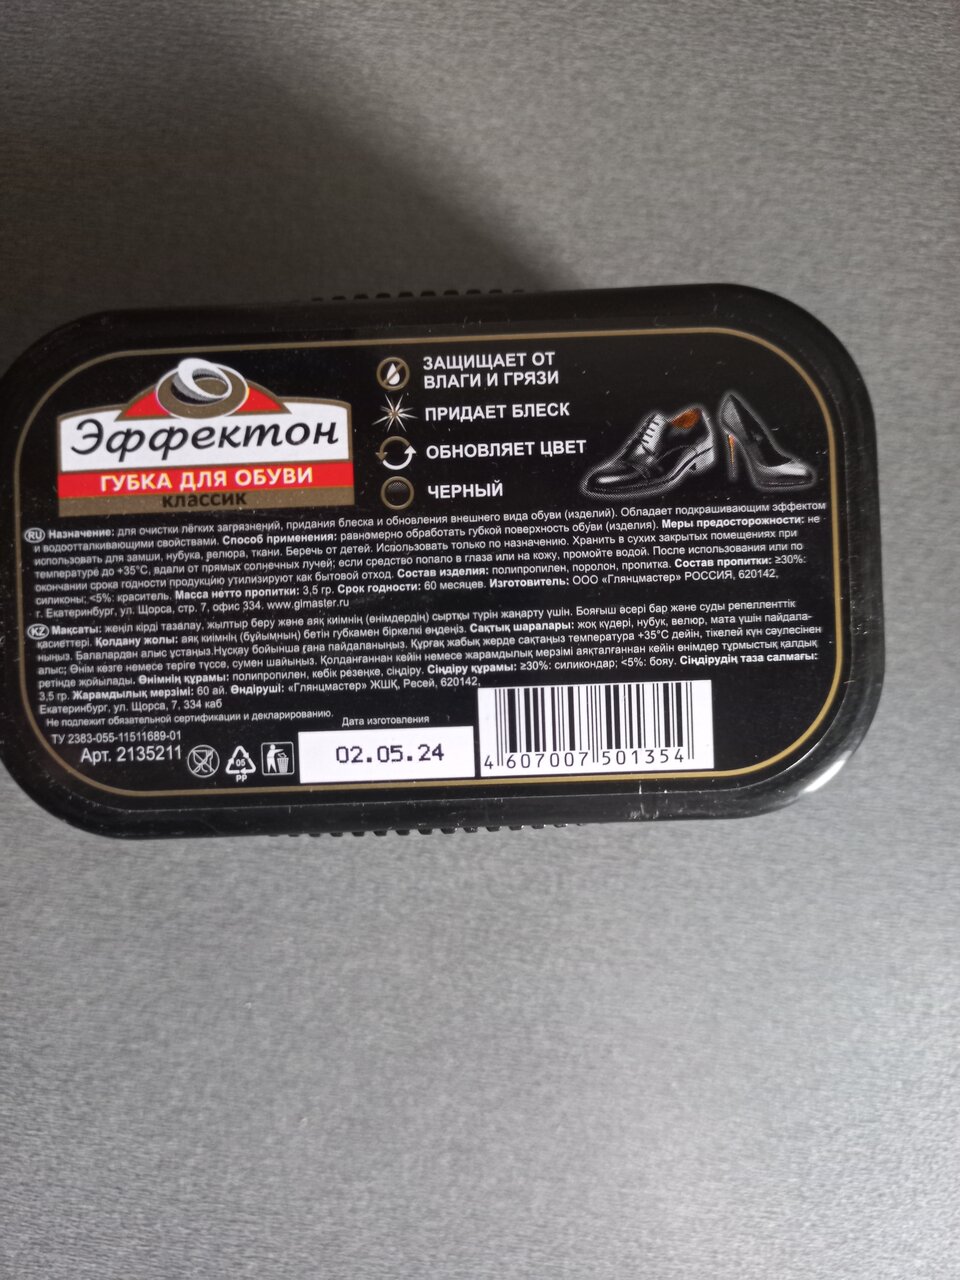 Эффектон
ГУБКА ДЛЯ ОБУВИ
классик
ЗАЩИЩАЕТ ОТ
ВЛАГИ И ГРЯЗИ
ПРИДАЕТ БЛЕСК
ОБНОВЛЯЕТ ЦВЕТ
ЧЕРНЫЙ
RU Назначение: для очистки лёгких загрязнений, придания блеска и обновления внешнего вида обуви (изделий). Обладает подкрашивающим эффектом
и водоотталкивающими свойствами. Способ применения: равномерно обработать губкой поверхность обуви (изделия). Меры предосторожности: не
использовать для замши, нубука, велюра, ткани. Беречь от детей. Использовать только по назначению. Хранить в сухих закрытых помещениях при
температуре до +35°С, вдали от прямых солнечных лучей; если средство попало в глаза или на кожу, промойте водой. После использования или по
окончании срока годности продукцию утилизируют как бытовой отход. Состав изделия: полипропилен, поролон, пропитка. Состав пропитки: ≥30%:
силиконы; <5%: краситель. Масса нетто пропитки: 3,5 гр. Срок годности: 60 месяцев. Изготовитель: ООО «Глянцмастер» РОССИЯ, 620142,
г. Екатеринбург, ул. Щорса, стр. 7, офис 334. www.glmaster.ru
KZ Мақсаты: жеңіл кірді тазалау, жылтыр беру және аяқ киімнің (өнімдердің) сыртқы түрін жаңарту үшін. Бояғыш әсері бар және суды репеленттік
қасиеттері. Қолдану жолы: аяқ киімнің (бұйымның) бетін губкамен біркелкі өңдеңіз. Сақтық шаралары: жоқ күдері, нубук, велюр, мата үшін пайдала-
ныңыз. Балалардан алыс ұстаңыз.Нұсқау бойынша ғана пайдаланыңыз. Құрғақ жабық жерде сақтаңыз температура +35°С дейін, тікелей күн сәулесінен
алыс; Өнім көзге немесе теріге түссе, сумен шайыңыз. Қолданғаннан кейін немесе жарамдылық мерзімі аяқталғаннан кейін өнімдер тұрмыстық қалдық
ретінде жойылады. Өнімнің құрамы: полипропилен, көбік резеңке, сіңдіру. Сіңдіру құрамы: ≥30%: силикондар; <5%: бояу. Сіңдірудің таза салмағы:
3,5 гр. Жарамдылық мерзімі: 60 ай. Өндіруші: «Глянцмастер» ЖШҚ, Ресей, 620142,
Екатеринбург, ул. Щорса, 7, 334 каб
Не подлежит обязательной сертификации и декларированию.
ТУ 2383-055-11511689-01
Арт. 2135211
05
PP
Дата изготовления
02.05.24
4 607007 501354